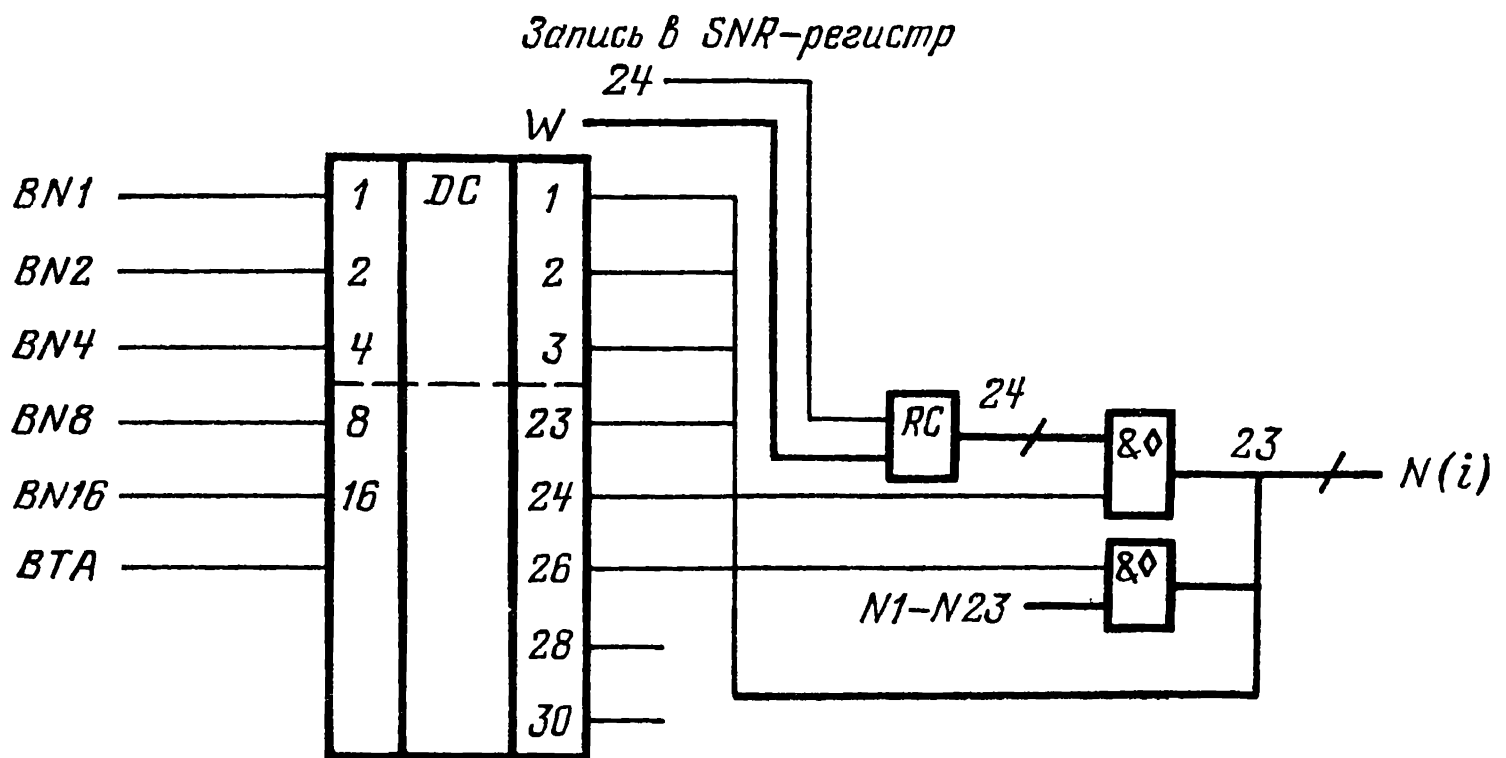 Запись в SNR-регистр
24
W
BN1 1 DC 1
BN2 2 2
BN4 4 3
BN8 8 23
RC 24 &◊ 23
BN16 16 24
N(i)
BTA 26 &◊
N1-N23
28
30